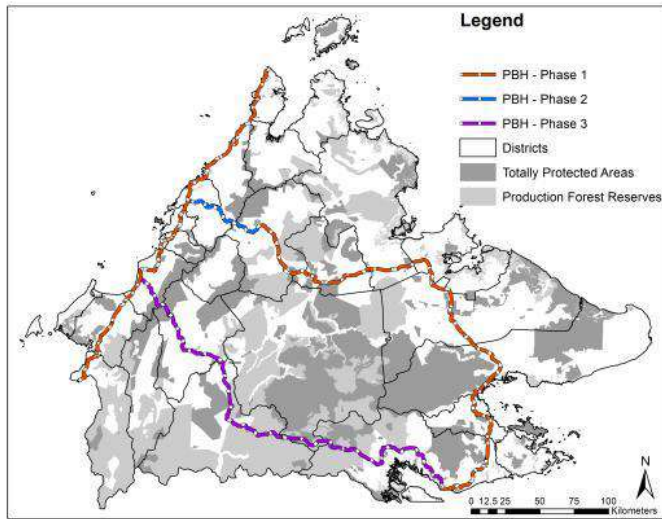 Legend
PBH - Phase 1
PBH - Phase 2
PBH - Phase 3
Districts
Totally Protected Areas
Production Forest Reserves
N
0 12.5 25 50 75 100
Kilometers